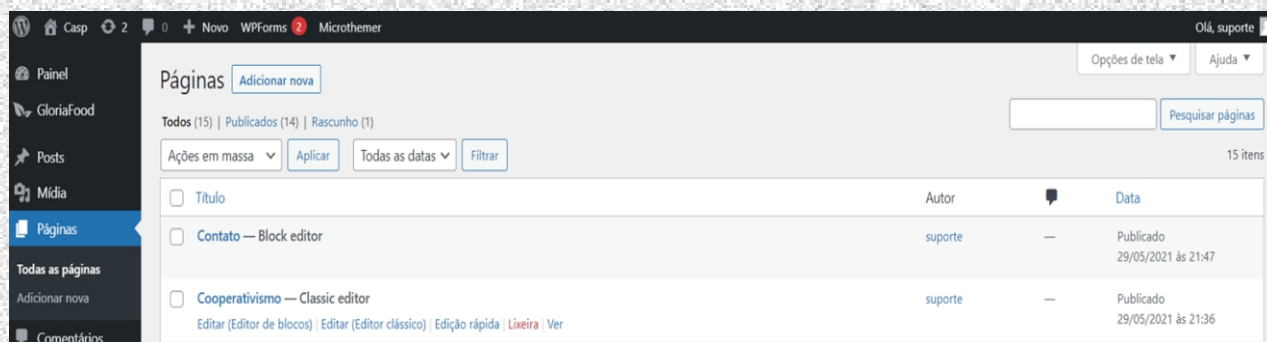 Casp 2 0 + Novo WPForms 2 Microthemer Olá, suporte
Painel
GloriaFood
Posts
Mídia
Páginas
Todas as páginas
Adicionar nova
Comentários
Opções de tela ▼ Ajuda ▼
Páginas Adicionar nova
Todos (15) | Publicados (14) | Rascunho (1)
Pesquisar páginas
Ações em massa Aplicar Todas as datas Filtrar 15 itens
Título Autor Data
Contato — Block editor suporte — Publicado
29/05/2021 às 21:47
Cooperativismo — Classic editor suporte — Publicado
29/05/2021 às 21:36
Editar (Editor de blocos) | Editar (Editor clássico) | Edição rápida | Lixeira | Ver